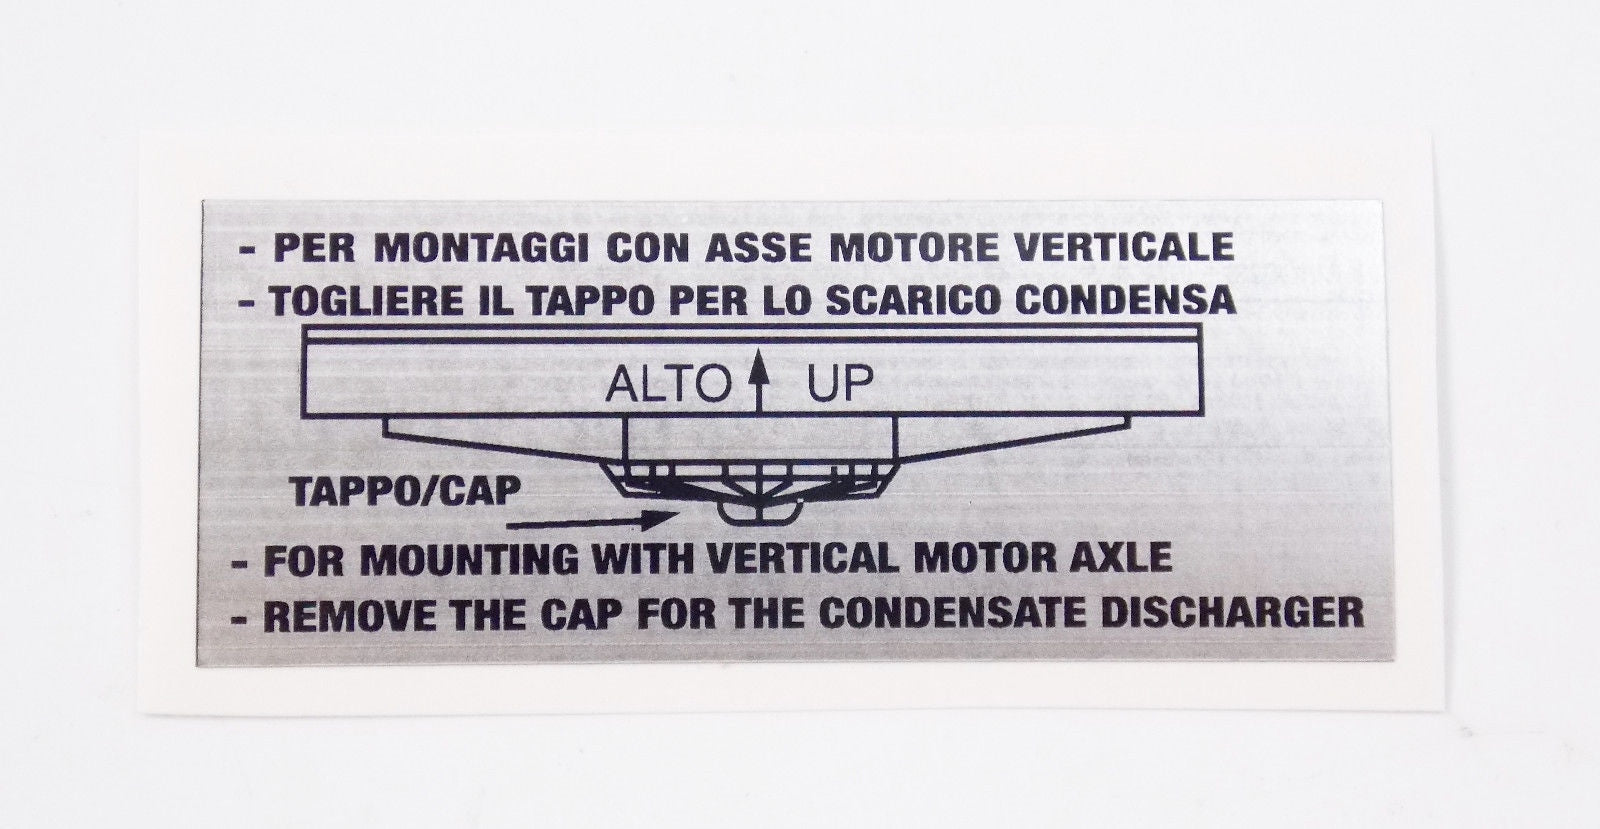 - PER MONTAGGI CON ASSE MOTORE VERTICALE
- TOGLIERE IL TAPPO PER LO SCARICO CONDENSA
ALTO UP
TAPPO/CAP
- FOR MOUNTING WITH VERTICAL MOTOR AXLE
- REMOVE THE CAP FOR THE CONDENSATE DISCHARGER